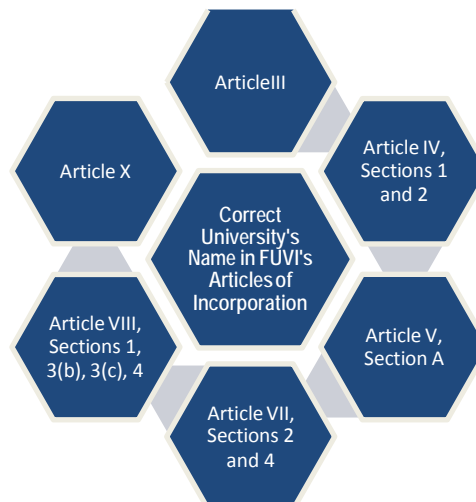 ArticleIII
Article IV,
Sections 1
and 2
Article V,
Section A
Article VII,
Sections 2
and 4
Article VIII,
Sections 1,
3(b), 3(c), 4
Article X
Correct
University's
Name in FUVI's
Articles of
Incorporation